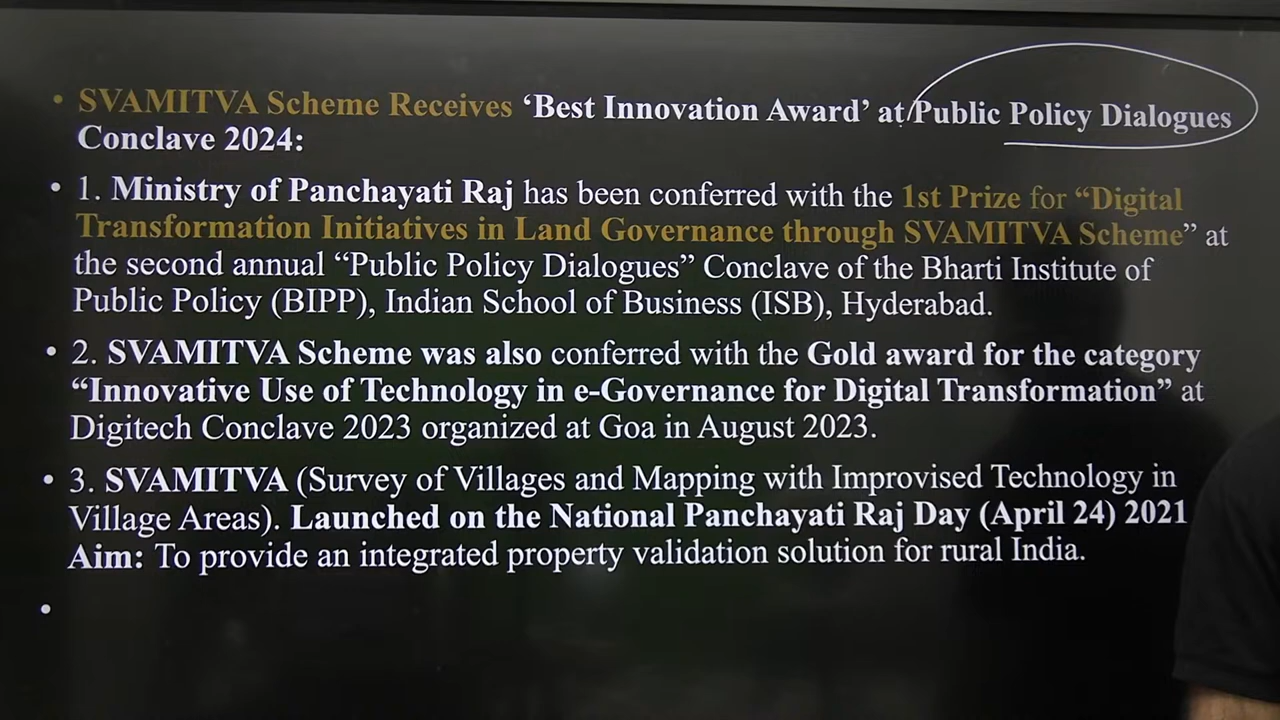 • SVAMITVA Scheme Receives ‘Best Innovation Award’ at Public Policy Dialogues
Conclave 2024:
• 1. Ministry of Panchayati Raj has been conferred with the 1st Prize for “Digital
Transformation Initiatives in Land Governance through SVAMITVA Scheme” at
the second annual “Public Policy Dialogues” Conclave of the Bharti Institute of
Public Policy (BIPP), Indian School of Business (ISB), Hyderabad.
• 2. SVAMITVA Scheme was also conferred with the Gold award for the category
“Innovative Use of Technology in e-Governance for Digital Transformation” at
Digitech Conclave 2023 organized at Goa in August 2023.
• 3. SVAMITVA (Survey of Villages and Mapping with Improvised Technology in
Village Areas). Launched on the National Panchayati Raj Day (April 24) 2021
Aim: To provide an integrated property validation solution for rural India.
•